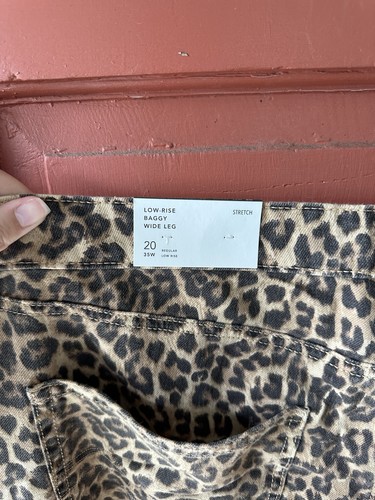 LOW-RISE
BAGGY
WIDE LEG
STRETCH
20
35W
REGULAR
LOW RISE